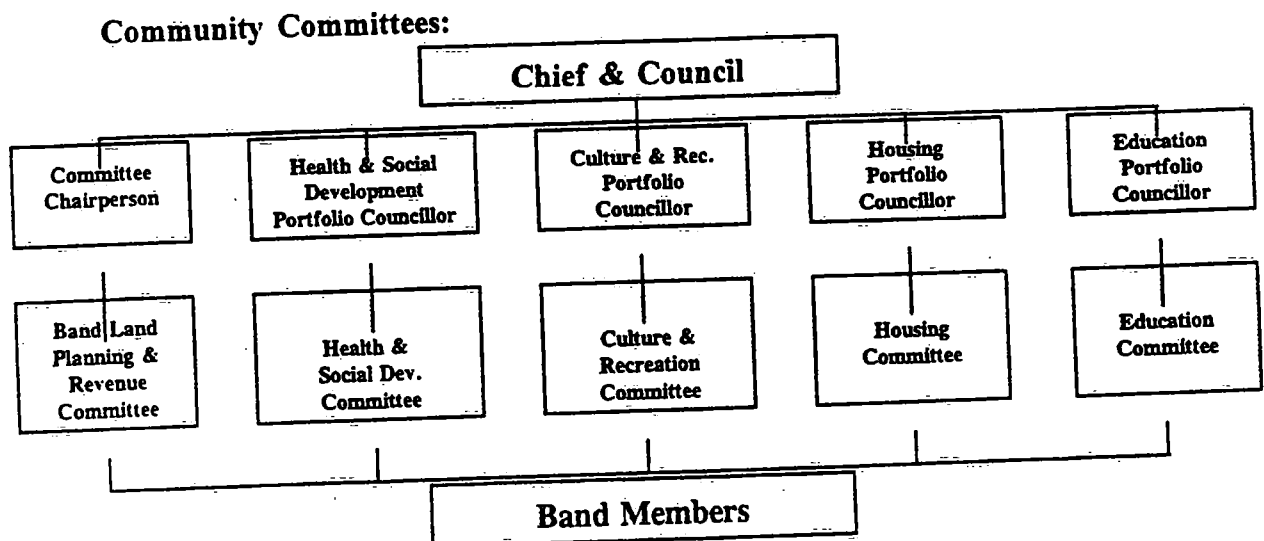 Community Committees:
Chief & Council
Committee
Chairperson
Health & Social
Development
Portfolio Councillor
Culture & Rec.
Portfolio
Councillor
Housing
Portfolio
Councillor
Education
Portfolio
Councillor
Band Land
Planning &
Revenue
Committee
Health &
Social Dev.
Committee
Culture &
Recreation
Committee
Housing
Committee
Education
Committee
Band Members